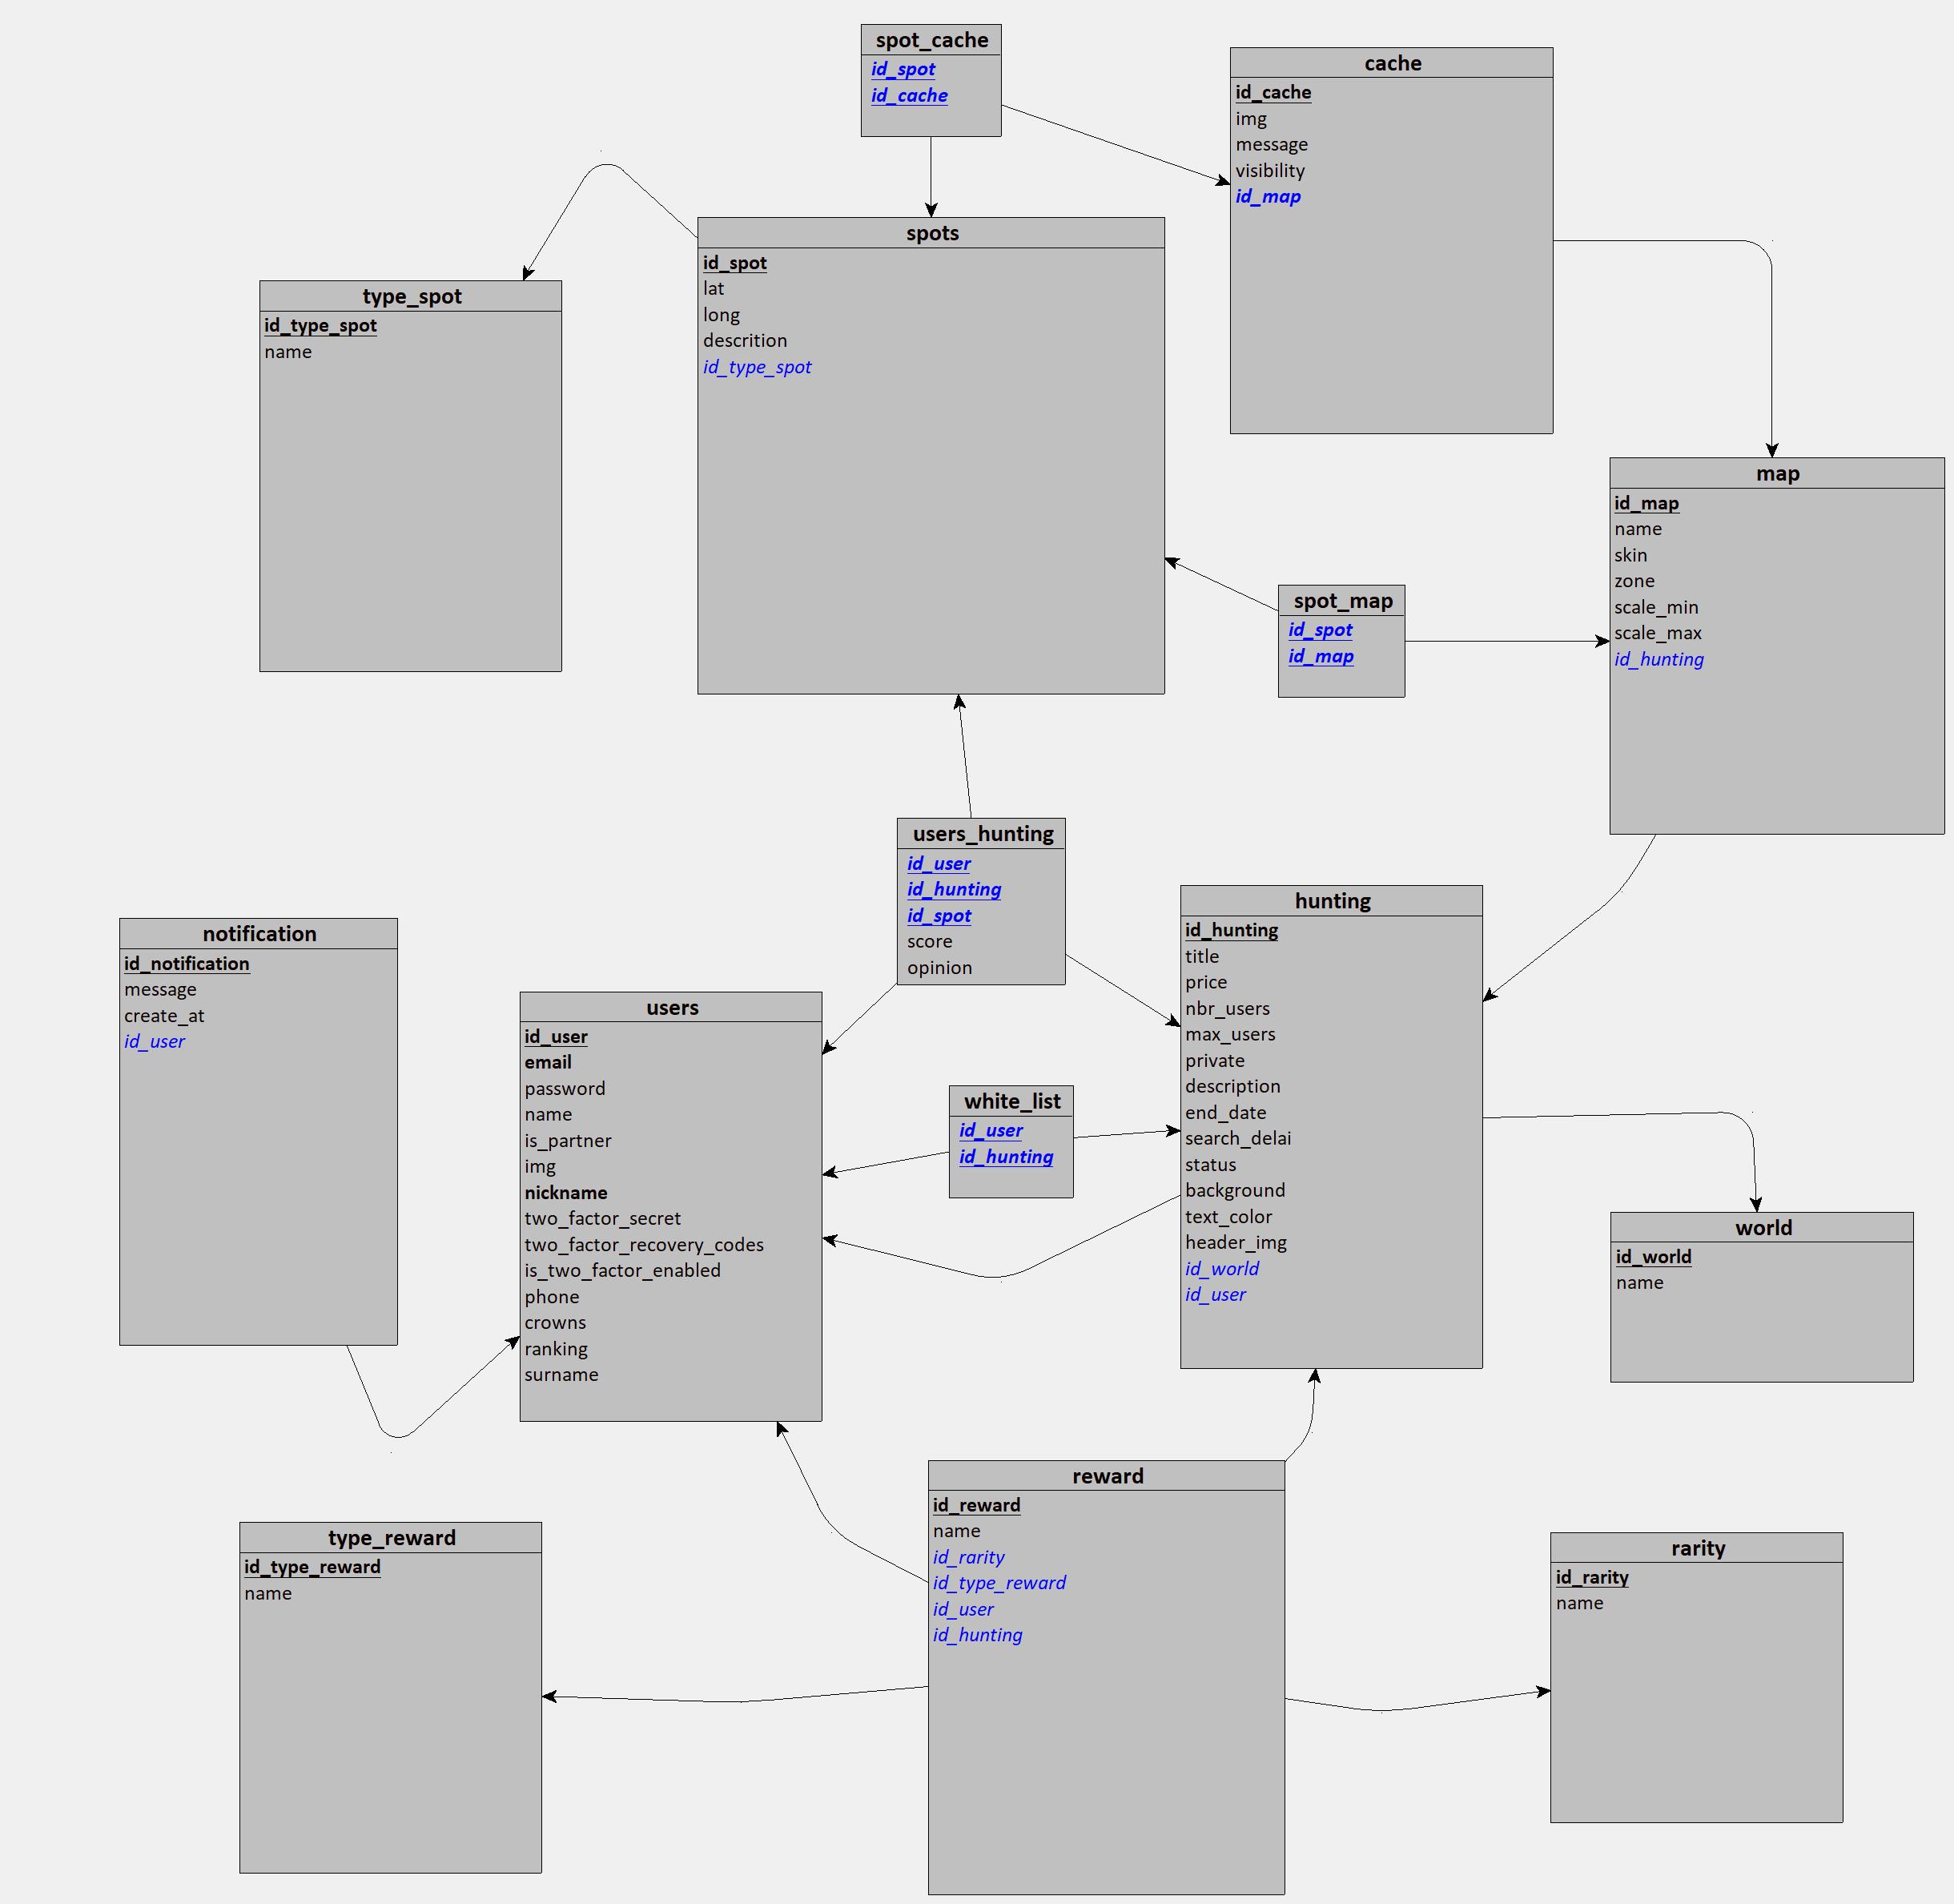 spot_cache
id_spot
id_cache
cache
id_cache
img
message
visibility
id_map
spots
id_spot
lat
long
descrition
id_type_spot
type_spot
id_type_spot
name
map
id_map
name
skin
zone
scale_min
scale_max
id_hunting
spot_map
id_spot
id_map
users_hunting
id_user
id_hunting
id_spot
score
opinion
hunting
id_hunting
title
price
nbr_users
max_users
private
description
end_date
search_delai
status
background
text_color
header_img
id_world
id_user
notification
id_notification
message
create_at
id_user
users
id_user
email
password
name
is_partner
img
nickname
two_factor_secret
two_factor_recovery_codes
is_two_factor_enabled
phone
crowns
ranking
surname
white_list
id_user
id_hunting
world
id_world
name
reward
id_reward
name
id_rarity
id_type_reward
id_user
id_hunting
type_reward
id_type_reward
name
rarity
id_rarity
name